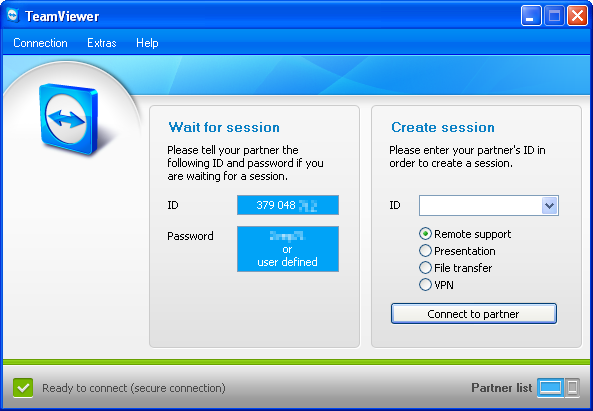 TeamViewer
Connection Extras Help
Wait for session
Please tell your partner the
following ID and password if you
are waiting for a session.
ID 379 048
Password
or
user defined
Create session
Please enter your partner's ID in
order to create a session.
ID
Remote support
Presentation
File transfer
VPN
Connect to partner
Ready to connect (secure connection)
Partner list